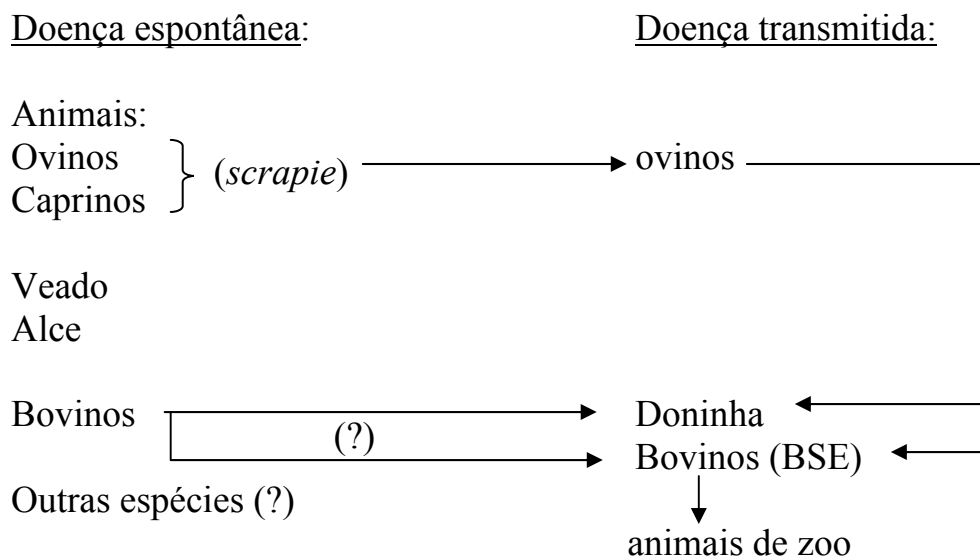 Doença espontânea: Doença transmitida:
Animais:
Ovinos
(scrapie) ovinos
Caprinos
Veado
Alce
Bovinos Doninha
(?)
Bovinos (BSE)
Outras espécies (?)
animais de zoo